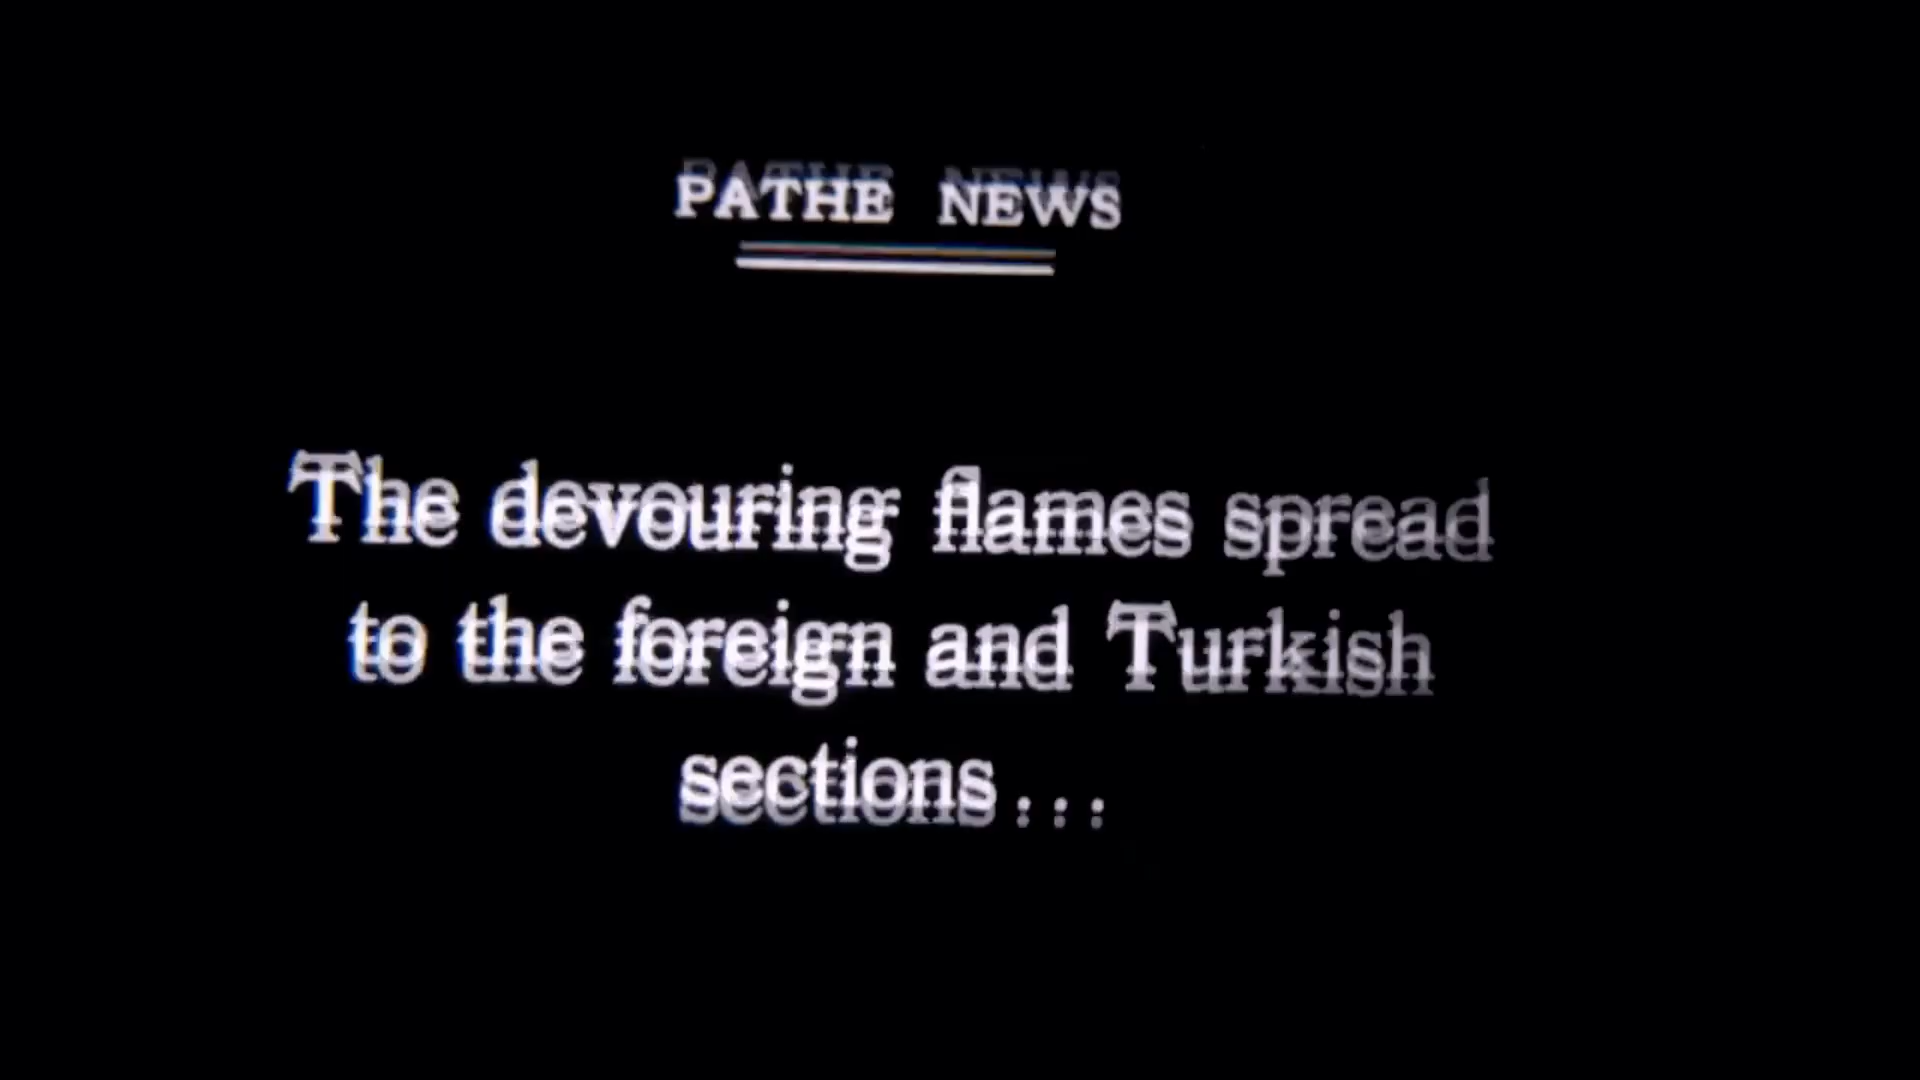 PATHE NEWS
The devouring flames spread
to the foreign and Turkish
sections...